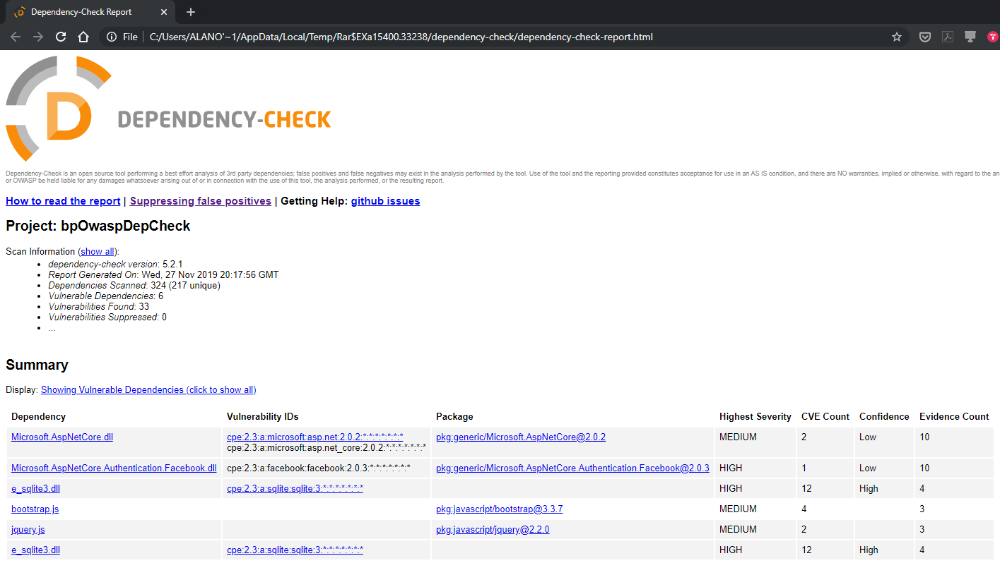 Dependency-Check Report
File
C:/Users/ALANO'~1/AppData/Local/Temp/Rar$EXa15400.33238/dependency-check/dependency-check-report.html
D
DEPENDENCY-CHECK
Dependency-Check is an open source tool performing a best effort analysis of 3rd party dependencies; false positives and false negatives may exist in the analysis performed by the tool. Use of the tool and the reporting provided constitutes acceptance for use in an AS IS condition, and there are NO warranties, implied or otherwise, with regard to the an
or OWASP be held liable for any damages whatsoever arising out of or in connection with the use of this tool, the analysis performed, or the resulting report.
How to read the report | Suppressing false positives | Getting Help: github issues
Project: bpOwaspDepCheck
Scan Information (show all):
• dependency-check version: 5.2.1
• Report Generated On: Wed, 27 Nov 2019 20:17:56 GMT
• Dependencies Scanned: 324 (217 unique)
• Vulnerable Dependencies: 6
• Vulnerabilities Found: 33
• Vulnerabilities Suppressed: 0
• ...
Summary
Display: Showing Vulnerable Dependencies (click to show all)
Dependency Vulnerability IDs Package Highest Severity CVE Count Confidence Evidence Count
Microsoft.AspNetCore.dll cpe:2.3:a:microsoft:asp.net:2.0.2:*:*:*:*:*:*:* pkg:generic/Microsoft.AspNetCore@2.0.2 MEDIUM 2 Low 10
cpe:2.3:a:microsoft:asp.net_core:2.0.2:*:*:*:*:*:*:*
Microsoft.AspNetCore.Authentication.Facebook.dll cpe:2.3:a:facebook:facebook:2.0.3:*:*:*:*:*:*:* pkg:generic/Microsoft.AspNetCore.Authentication.Facebook@2.0.3 HIGH 1 Low 10
e_sqlite3.dll cpe:2.3:a:sqlite:sqlite:3:*:*:*:*:*:*:* HIGH 12 High 4
bootstrap.js pkg:javascript/bootstrap@3.3.7 MEDIUM 4 3
jquery.js pkg:javascript/jquery@2.2.0 MEDIUM 2 3
e_sqlite3.dll cpe:2.3:a:sqlite:sqlite:3:*:*:*:*:*:*:* HIGH 12 High 4